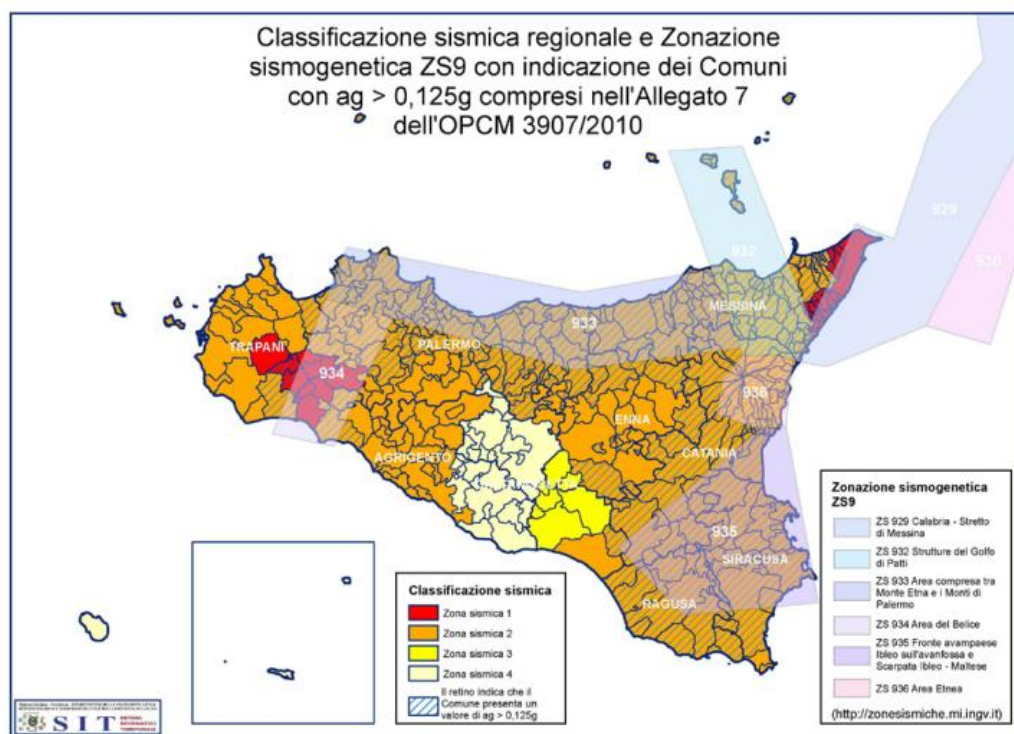 Classificazione sismica regionale e Zonazione
sismogenetica ZS9 con indicazione dei Comuni
con ag > 0,125g compresi nell'Allegato 7
dell'OPCM 3907/2010
929
932
930
MESSINA
933
TRAPANI
PALERMO
934
936
ENNA
CATANIA
AGRIGENTO
935
SIRACUSA
RAGUSA
Classificazione sismica
Zona sismica 1
Zona sismica 2
Zona sismica 3
Zona sismica 4
Il retino indica che il
Comune presenta un
valore di ag > 0,125g
Zonazione sismogenetica
ZS9
ZS 929 Calabria - Stretto
di Messina
ZS 932 Strutture del Golfo
di Patti
ZS 933 Area compresa tra
Monte Etna e i Monti di
Palermo
ZS 934 Area del Belice
ZS 935 Fronte avampaese
Ibleo sull'avanfossa e
Scarpata Ibleo - Maltese
ZS 936 Area Etnea
(http://zonesismiche.mi.ingv.it)
SIT
SISTEMA
INFORMATIVO
TERRITORIALE